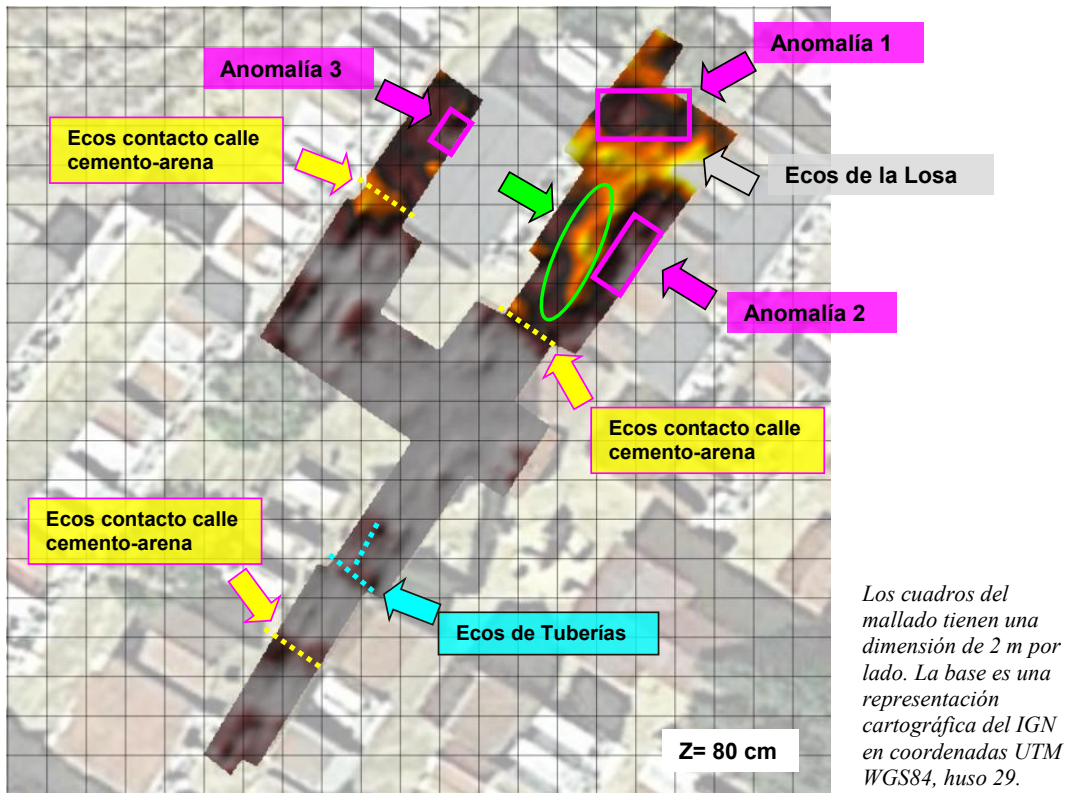 Anomalía 1
Anomalía 3
Ecos contacto calle
cemento-arena
Ecos de la Losa
Anomalía 2
Ecos contacto calle
cemento-arena
Ecos contacto calle
cemento-arena
Ecos de Tuberías
Los cuadros del
mallado tienen una
dimensión de 2 m por
lado. La base es una
representación
cartográfica del IGN
en coordenadas UTM
WGS84, huso 29.
Z= 80 cm